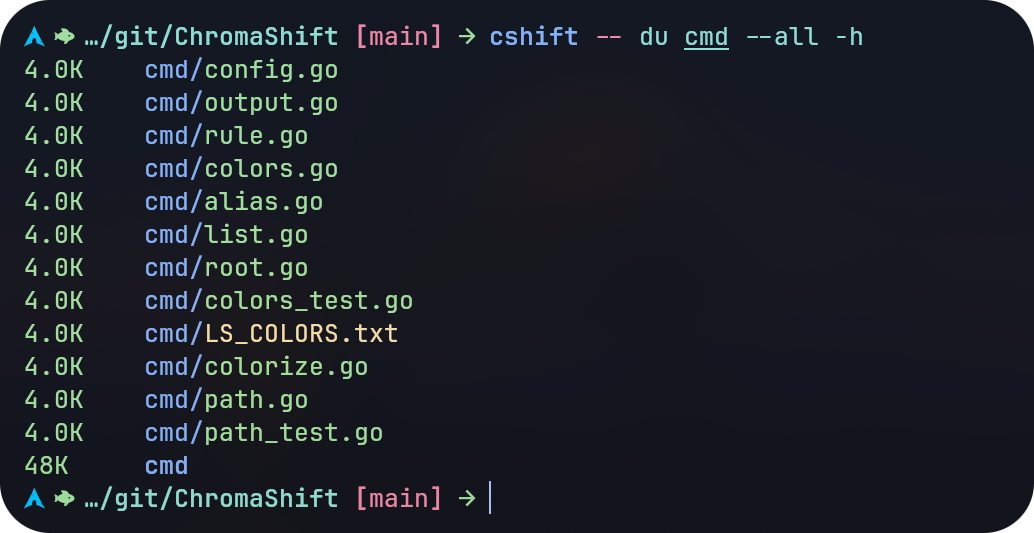 …/git/ChromaShift [main] → cshift -- du cmd --all -h
4.0K    cmd/config.go
4.0K    cmd/output.go
4.0K    cmd/rule.go
4.0K    cmd/colors.go
4.0K    cmd/alias.go
4.0K    cmd/list.go
4.0K    cmd/root.go
4.0K    cmd/colors_test.go
4.0K    cmd/LS_COLORS.txt
4.0K    cmd/colorize.go
4.0K    cmd/path.go
4.0K    cmd/path_test.go
48K     cmd
…/git/ChromaShift [main] →